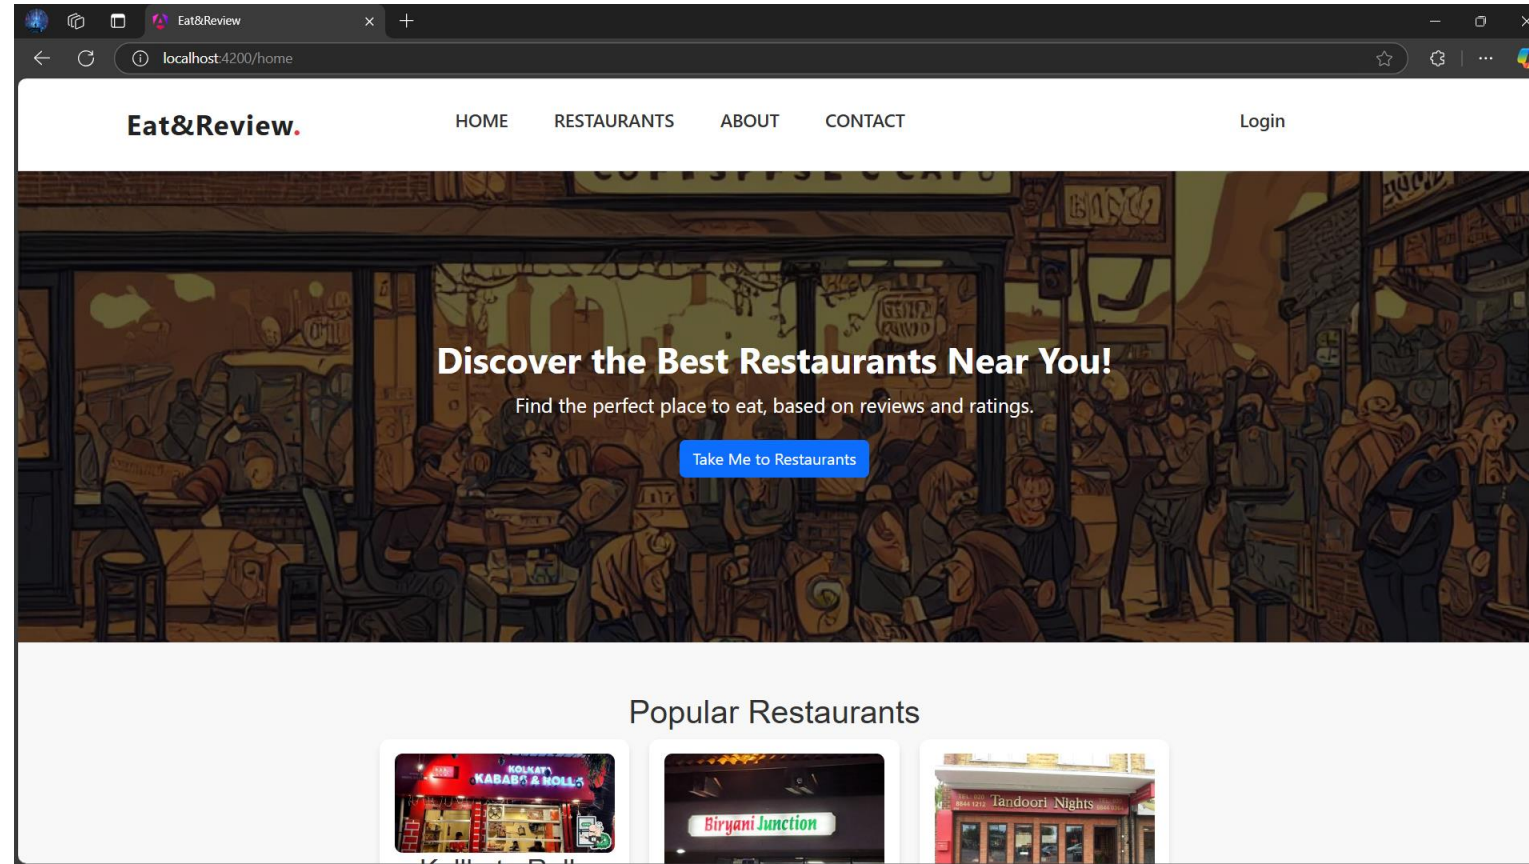 Eat&Review
localhost:4200/home
Eat&Review.
HOME RESTAURANTS ABOUT CONTACT Login
Discover the Best Restaurants Near You!
Find the perfect place to eat, based on reviews and ratings.
Take Me to Restaurants
Popular Restaurants
KABABS & ROLLS
Biryani Junction
Tandoori Nights